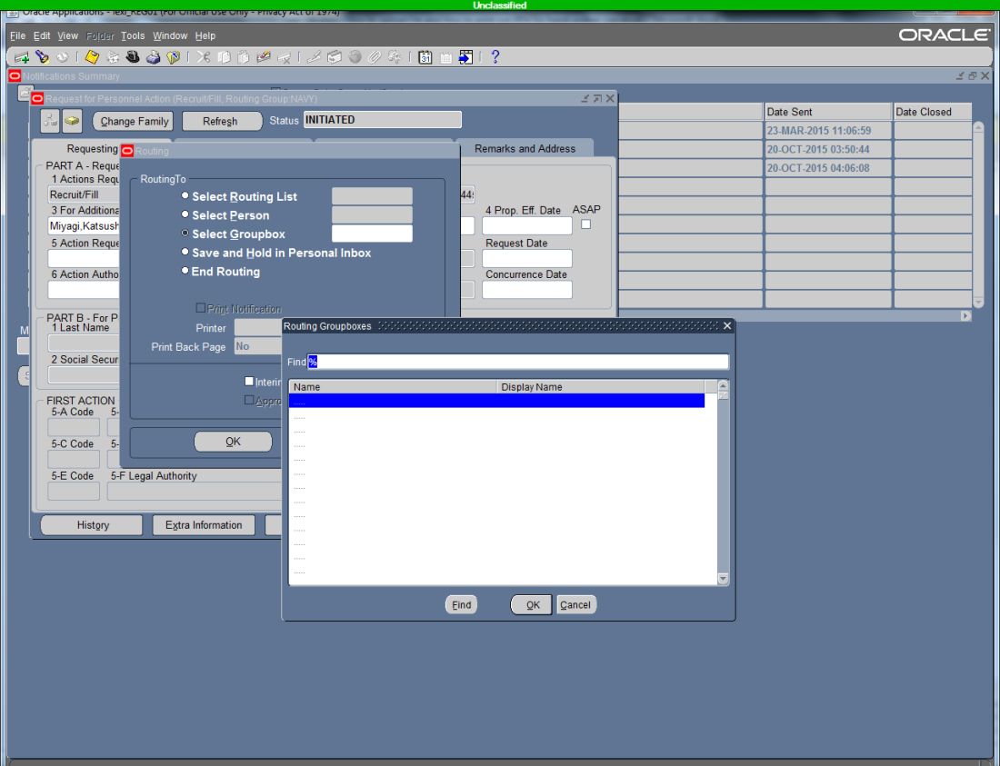 Unclassified
Oracle Applications - Text_REG01 (For Official Use Only - Privacy Act of 1974)
File Edit View Folder Tools Window Help
ORACLE
Notifications Summary
Request for Personnel Action (Recruit/Fill, Routing Group:NAVY)
Change Family Refresh Status INITIATED
Date Sent Date Closed
23-MAR-2015 11:06:59
20-OCT-2015 03:50:44
20-OCT-2015 04:06:08
Requesting Remarks and Address
PART A - Reque
1 Actions Requ
Recruit/Fill
3 For Additiona
Miyagi,Katsush
5 Action Reque
6 Action Autho
4 Prop. Eff. Date ASAP
Request Date
Concurrence Date
PART B - For P
1 Last Name
2 Social Secur
FIRST ACTION
5-A Code 5-
5-C Code 5-
5-E Code 5-F Legal Authority
History Extra Information
Routing
RoutingTo
Select Routing List
Select Person
Select Groupbox
Save and Hold in Personal Inbox
End Routing
Print Notification
Printer
Print Back Page No
Interin
Appro
OK
Routing Groupboxes
Find %
Name Display Name
Find OK Cancel